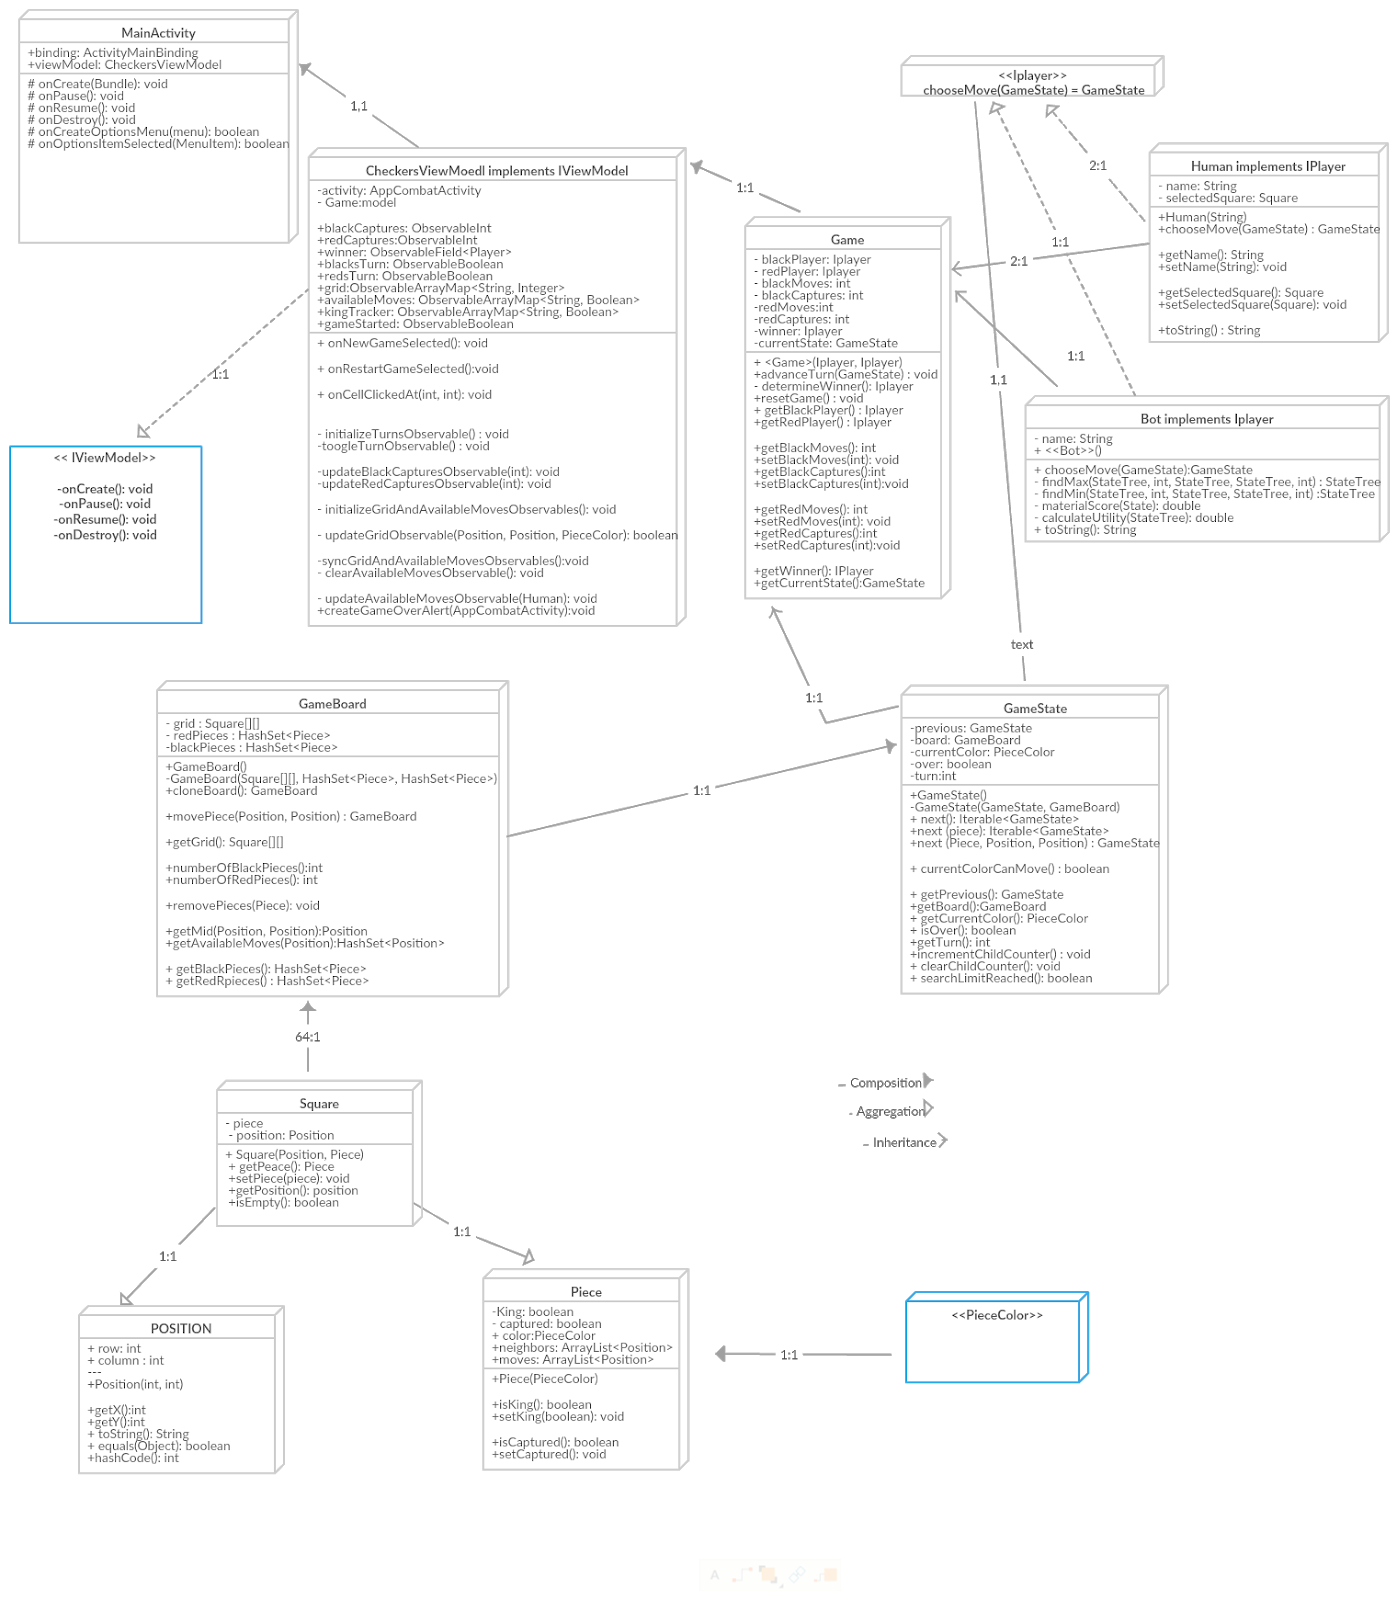 MainActivity
+binding: ActivityMainBinding
+viewModel: CheckersViewModel
# onCreate(Bundle): void
# onPause(): void
# onResume(): void
# onDestroy(): void
# onCreateOptionsMenu(menu): boolean
# onOptionsItemSelected(MenuItem): boolean
1,1
<<Iplayer>>
chooseMove(GameState) = GameState
CheckersViewMoedl implements IViewModel
-activity: AppCombatActivity
- Game:model
+blackCaptures: ObservableInt
+redCaptures:ObservableInt
+winner: ObservableField<Player>
+blacksTurn: ObservableBoolean
+redsTurn: ObservableBoolean
+grid:ObservableArrayMap<String, Integer>
+availableMoves: ObservableArrayMap<String, Boolean>
+kingTracker: ObservableArrayMap<String, Boolean>
+gameStarted: ObservableBoolean
+ onNewGameSelected(): void
+ onRestartGameSelected():void
+ onCellClickedAt(int, int): void
- initializeTurnsObservable() : void
-toogleTurnObservable() : void
-updateBlackCapturesObservable(int): void
-updateRedCapturesObservable(int): void
- initializeGridAndAvailableMovesObservables(): void
- updateGridObservable(Position, Position, PieceColor): boolean
-syncGridAndAvailableMovesObservables():void
- clearAvailableMovesObservable(): void
- updateAvailableMovesObservable(Human): void
+createGameOverAlert(AppCombatActivity):void
1:1
Game
- blackPlayer: Iplayer
- redPlayer: Iplayer
- blackMoves: int
- blackCaptures: int
-redMoves:int
-redCaptures: int
-winner: Iplayer
-currentState: GameState
+ <Game>(Iplayer, Iplayer)
+advanceTurn(GameState) : void
- determineWinner(): Iplayer
+resetGame() : void
+ getBlackPlayer() : Iplayer
+getRedPlayer() : Iplayer
+getBlackMoves(): int
+setBlackMoves(int): void
+getBlackCaptures():int
+setBlackCaptures(int):void
+getRedMoves(): int
+setRedMoves(int): void
+getRedCaptures():int
+setRedCaptures(int):void
+getWinner(): IPlayer
+getCurrentState():GameState
2:1
Human implements IPlayer
- name: String
- selectedSquare: Square
+Human(String)
+chooseMove(GameState) : GameState
+getName(): String
+setName(String): void
+getSelectedSquare(): Square
+setSelectedSquare(Square): void
+toString() : String
1:1
2:1
1:1
1,1
Bot implements Iplayer
- name: String
+ <<Bot>>()
+ chooseMove(GameState):GameState
- findMax(StateTree, int, StateTree, StateTree, int) : StateTree
- findMin(StateTree, int, StateTree, StateTree, int) :StateTree
- materialScore(State): double
- calculateUtility(StateTree): double
+ toString(): String
1:1
<< IViewModel>>
-onCreate(): void
-onPause(): void
-onResume(): void
-onDestroy(): void
text
1:1
GameBoard
- grid : Square[][]
- redPieces : HashSet<Piece>
-blackPieces : HashSet<Piece>
+GameBoard()
-GameBoard(Square[][], HashSet<Piece>, HashSet<Piece>)
+cloneBoard(): GameBoard
+movePiece(Position, Position) : GameBoard
+getGrid(): Square[][]
+numberOfBlackPieces():int
+numberOfRedPieces(): int
+removePieces(Piece): void
+getMid(Position, Position):Position
+getAvailableMoves(Position):HashSet<Position>
+ getBlackPieces(): HashSet<Piece>
+ getRedRpieces() : HashSet<Piece>
1:1
GameState
-previous: GameState
-board: GameBoard
-currentColor: PieceColor
-over: boolean
-turn:int
+GameState()
-GameState(GameState, GameBoard)
+ next(): Iterable<GameState>
+next (piece): Iterable<GameState>
+next (Piece, Position, Position) : GameState
+ currentColorCanMove() : boolean
+ getPrevious(): GameState
+getBoard():GameBoard
+ getCurrentColor(): PieceColor
+ isOver(): boolean
+getTurn(): int
+incrementChildCounter() : void
+ clearChildCounter(): void
+ searchLimitReached(): boolean
64:1
Square
- piece
- position: Position
+ Square(Position, Piece)
+ getPeace(): Piece
+setPiece(piece): void
+getPosition(): position
+isEmpty(): boolean
- Composition
- Aggregation
- Inheritance
1:1
1:1
POSITION
+ row: int
+ column : int
---
+Position(int, int)
+getX():int
+getY():int
+ toString(): String
+ equals(Object): boolean
+hashCode(): int
Piece
-King: boolean
- captured: boolean
+ color:PieceColor
+neighbors: ArrayList<Position>
+moves: ArrayList<Position>
+Piece(PieceColor)
+isKing(): boolean
+setKing(boolean): void
+isCaptured(): boolean
+setCaptured(): void
1:1
<<PieceColor>>
A